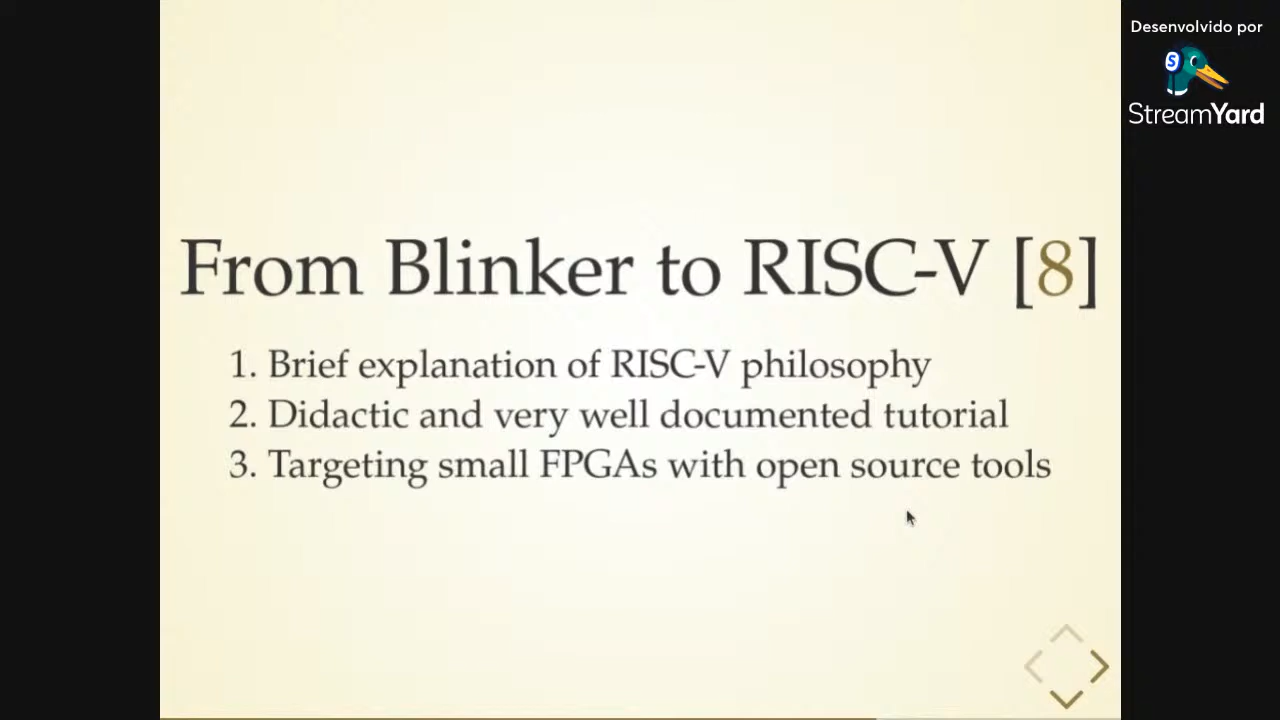 Desenvolvido por
StreamYard
From Blinker to RISC-V [8]
1. Brief explanation of RISC-V philosophy
2. Didactic and very well documented tutorial
3. Targeting small FPGAs with open source tools